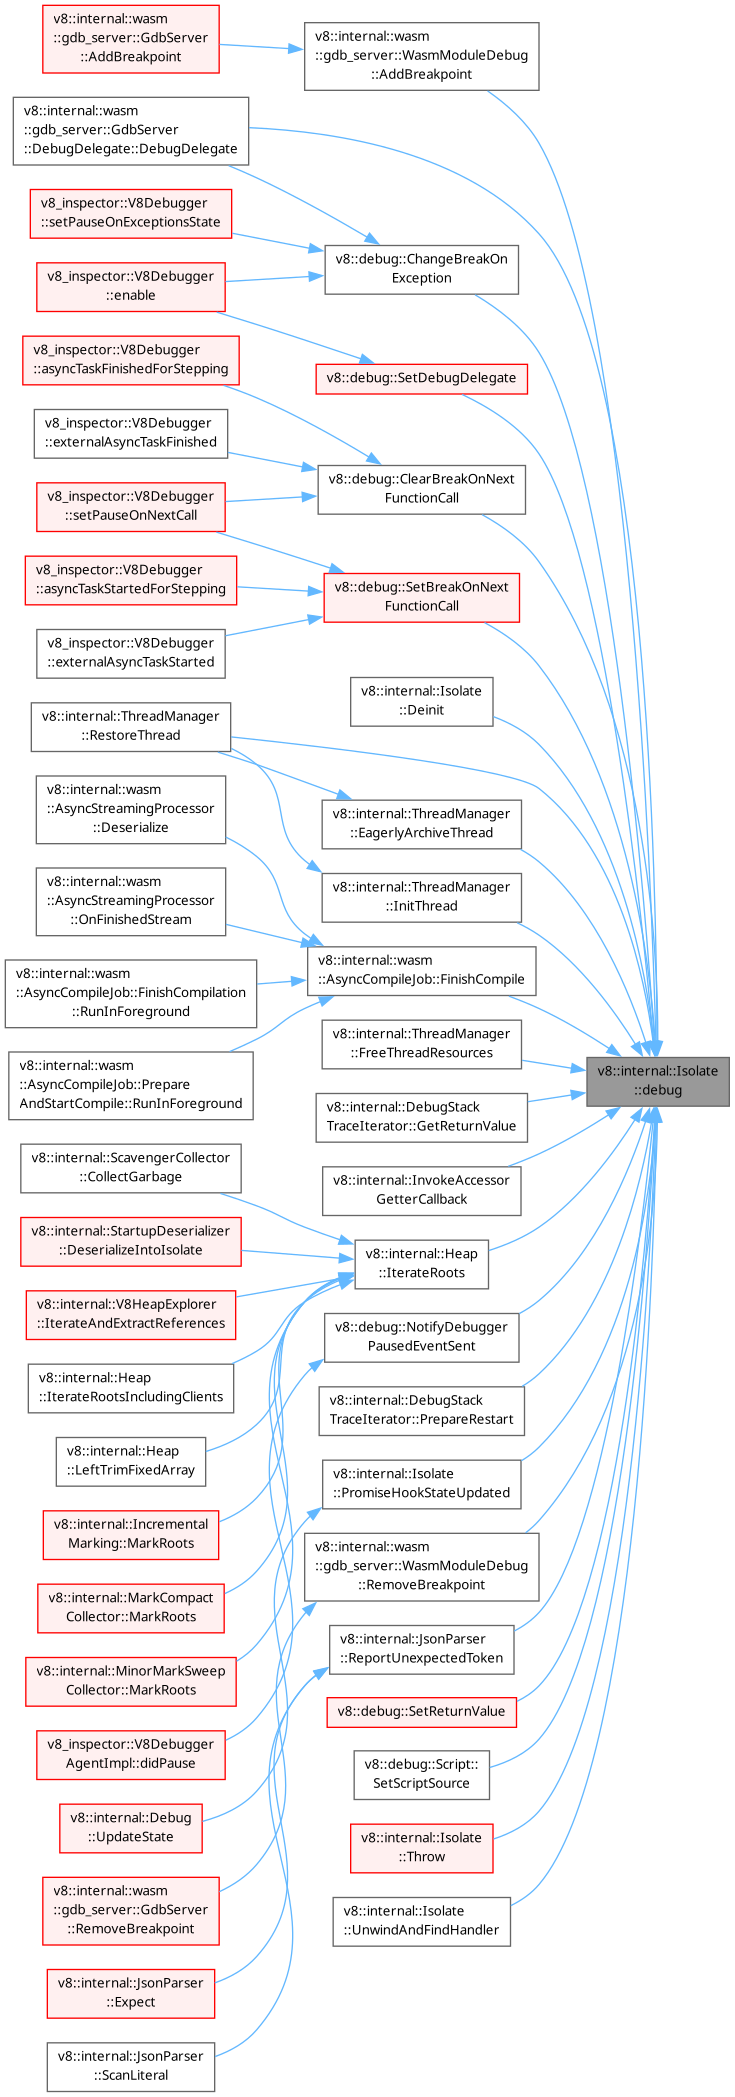 v8::internal::wasm
::gdb_server::GdbServer
::AddBreakpoint
v8::internal::wasm
::gdb_server::WasmModuleDebug
::AddBreakpoint
v8::internal::wasm
::gdb_server::GdbServer
::DebugDelegate::DebugDelegate
v8_inspector::V8Debugger
::setPauseOnExceptionsState
v8::debug::ChangeBreakOn
Exception
v8_inspector::V8Debugger
::enable
v8_inspector::V8Debugger
::asyncTaskFinishedForStepping
v8::debug::SetDebugDelegate
v8_inspector::V8Debugger
::externalAsyncTaskFinished
v8::debug::ClearBreakOnNext
FunctionCall
v8_inspector::V8Debugger
::setPauseOnNextCall
v8_inspector::V8Debugger
::asyncTaskStartedForStepping
v8::debug::SetBreakOnNext
FunctionCall
v8_inspector::V8Debugger
::externalAsyncTaskStarted
v8::internal::Isolate
::Deinit
v8::internal::ThreadManager
::RestoreThread
v8::internal::wasm
::AsyncStreamingProcessor
::Deserialize
v8::internal::ThreadManager
::EagerlyArchiveThread
v8::internal::wasm
::AsyncStreamingProcessor
::OnFinishedStream
v8::internal::ThreadManager
::InitThread
v8::internal::wasm
::AsyncCompileJob::FinishCompilation
::RunInForeground
v8::internal::wasm
::AsyncCompileJob::FinishCompile
v8::internal::ThreadManager
::FreeThreadResources
v8::internal::wasm
::AsyncCompileJob::Prepare
AndStartCompile::RunInForeground
v8::internal::Isolate
::debug
v8::internal::DebugStack
TraceIterator::GetReturnValue
v8::internal::ScavengerCollector
::CollectGarbage
v8::internal::InvokeAccessor
GetterCallback
v8::internal::StartupDeserializer
::DeserializeIntoIsolate
v8::internal::Heap
::IterateRoots
v8::internal::V8HeapExplorer
::IterateAndExtractReferences
v8::debug::NotifyDebugger
PausedEventSent
v8::internal::Heap
::IterateRootsIncludingClients
v8::internal::DebugStack
TraceIterator::PrepareRestart
v8::internal::Heap
::LeftTrimFixedArray
v8::internal::Isolate
::PromiseHookStateUpdated
v8::internal::Incremental
Marking::MarkRoots
v8::internal::wasm
::gdb_server::WasmModuleDebug
::RemoveBreakpoint
v8::internal::MarkCompact
Collector::MarkRoots
v8::internal::JsonParser
::ReportUnexpectedToken
v8::internal::MinorMarkSweep
Collector::MarkRoots
v8::debug::SetReturnValue
v8_inspector::V8Debugger
AgentImpl::didPause
v8::debug::Script::
SetScriptSource
v8::internal::Debug
::UpdateState
v8::internal::Isolate
::Throw
v8::internal::wasm
::gdb_server::GdbServer
::RemoveBreakpoint
v8::internal::Isolate
::UnwindAndFindHandler
v8::internal::JsonParser
::Expect
v8::internal::JsonParser
::ScanLiteral